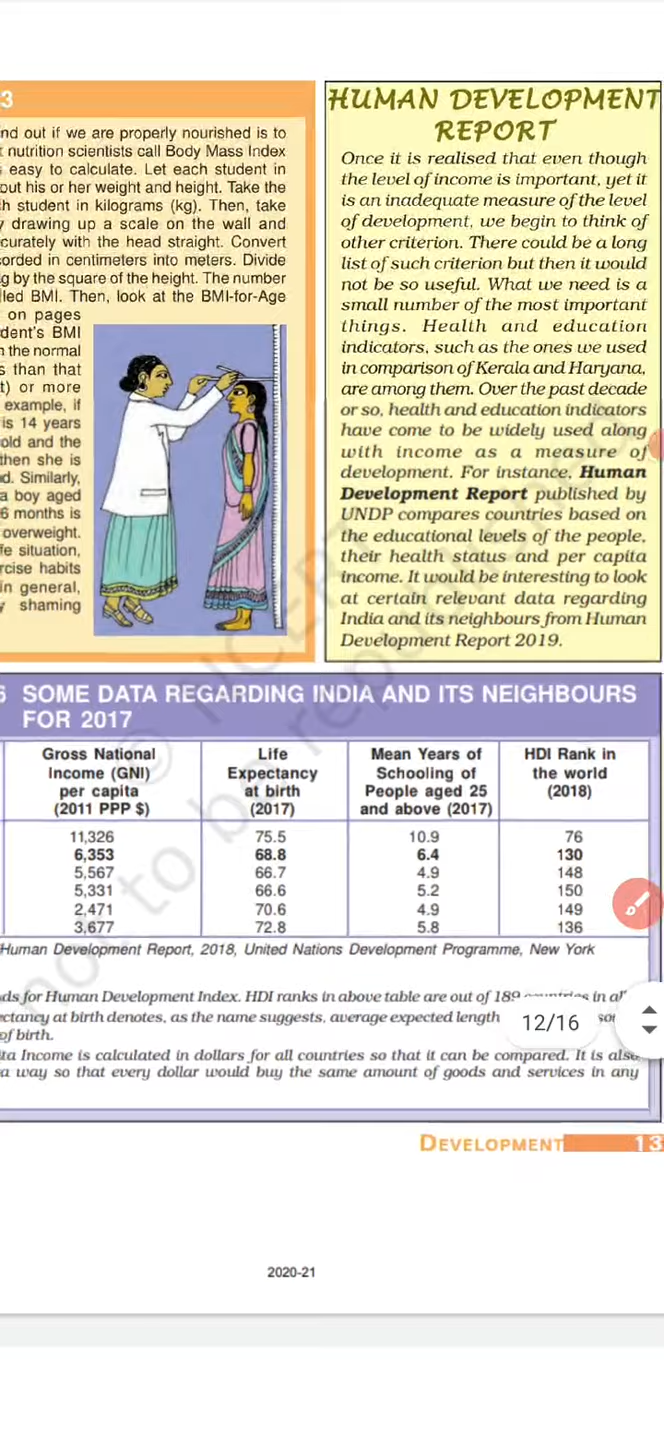 3
nd out if we are properly nourished is to
nutrition scientists call Body Mass Index
easy to calculate. Let each student in
out his or her weight and height. Take the
h student in kilograms (kg). Then, take
drawing up a scale on the wall and
curately with the head straight. Convert
orded in centimeters into meters. Divide
g by the square of the height. The number
lled BMI. Then, look at the BMI-for-Age
on pages
dent's BMI
the normal
s than that
t) or more
example, if
is 14 years
old and the
then she is
d. Similarly,
a boy aged
6 months is
overweight.
fe situation,
rcise habits
in general,
shaming
HUMAN DEVELOPMENT
REPORT
Once it is realised that even though
the level of income is important, yet it
is an inadequate measure of the level
of development, we begin to think of
other criterion. There could be a long
list of such criterion but then it would
not be so useful. What we need is a
small number of the most important
things. Health and education
indicators, such as the ones we used
in comparison of Kerala and Haryana,
are among them. Over the past decade
or so, health and education indicators
have come to be widely used along
with income as a measure of
development. For instance, Human
Development Report published by
UNDP compares countries based on
the educational levels of the people,
their health status and per capita
income. It would be interesting to look
at certain relevant data regarding
India and its neighbours from Human
Development Report 2019.
6 SOME DATA REGARDING INDIA AND ITS NEIGHBOURS
FOR 2017
Gross National Income (GNI) per capita (2011 PPP $) Life Expectancy at birth (2017) Mean Years of Schooling of People aged 25 and above (2017) HDI Rank in the world (2018)
11,326 75.5 10.9 76
6,353 68.8 6.4 130
5,567 66.7 4.9 148
5,331 66.6 5.2 150
2,471 70.6 4.9 149
3,677 72.8 5.8 136
Human Development Report, 2018, United Nations Development Programme, New York
ds for Human Development Index. HDI ranks in above table are out of 189 in al
ctancy at birth denotes, as the name suggests, average expected length
of birth.
ta Income is calculated in dollars for all countries so that it can be compared. It is also
a way so that every dollar would buy the same amount of goods and services in any
12/16
DEVELOPMENT 13
2020-21
© NCERT
not to be republished